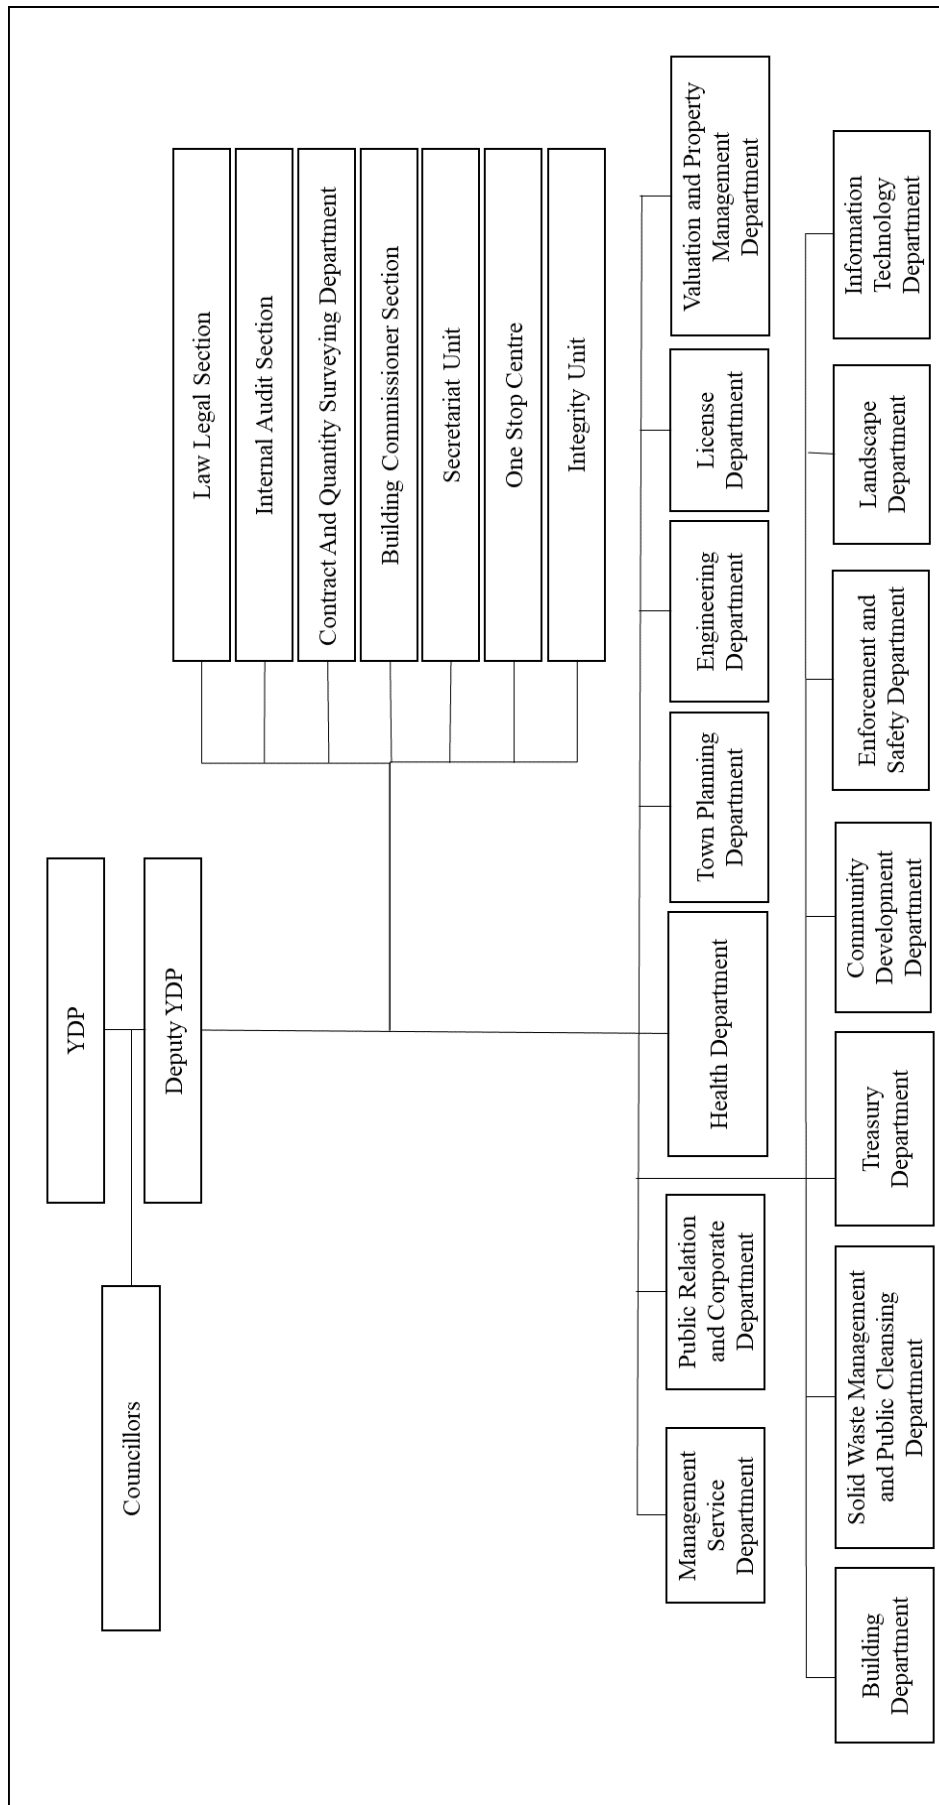 YDP
Councillors
Deputy YDP
Law Legal Section
Internal Audit Section
Contract And Quantity Surveying Department
Building Commissioner Section
Secretariat Unit
One Stop Centre
Integrity Unit
Management
Service
Department
Public Relation
and Corporate
Department
Health Department
Town Planning
Department
Engineering
Department
License
Department
Valuation and Property
Management
Department
Building
Department
Solid Waste Management
and Public Cleansing
Department
Treasury
Department
Community
Development
Department
Enforcement and
Safety Department
Landscape
Department
Information
Technology
Department